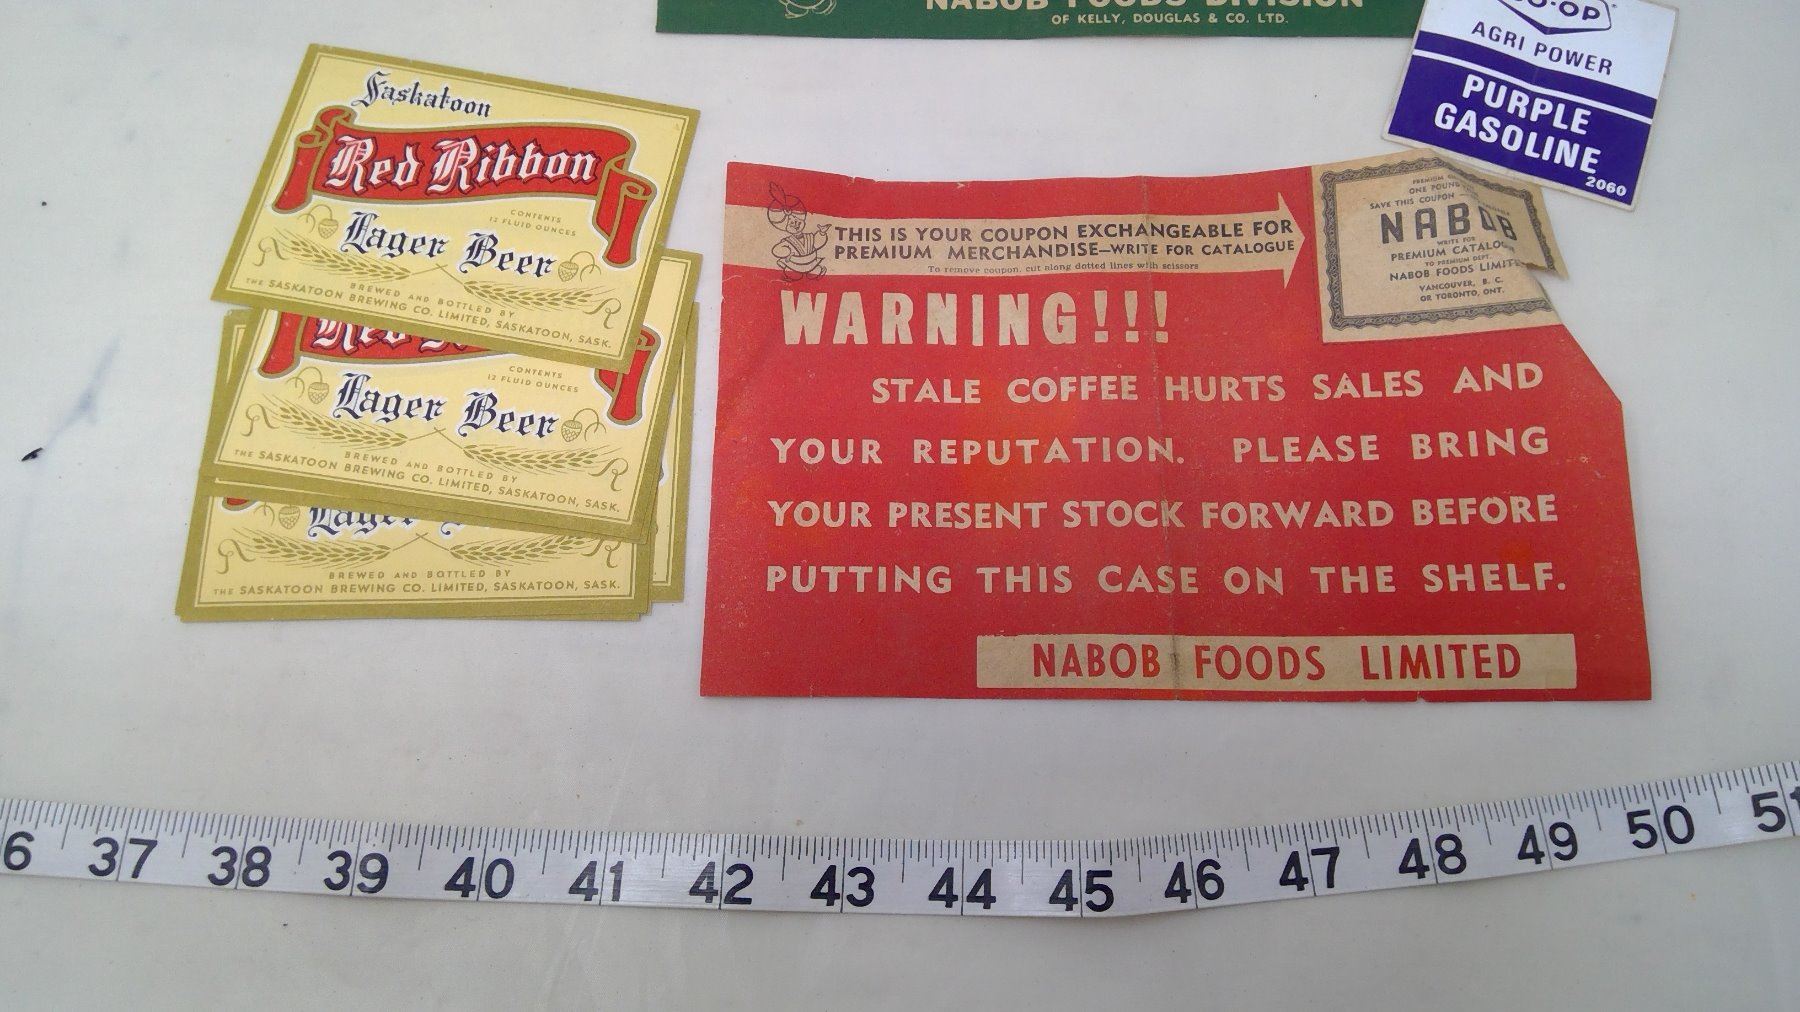 NABOB FOODS DIVISION
OF KELLY, DOUGLAS & CO. LTD.
CO-OP
AGRI POWER
PURPLE
GASOLINE
2060
Saskatoon
Red Ribbon
CONTENTS
12 FLUID OUNCES
Lager Beer
BREWED AND BOTTLED BY
THE SASKATOON BREWING CO. LIMITED, SASKATOON, SASK.
Red
CONTENTS
12 FLUID OUNCES
Lager Beer
BREWED AND BOTTLED BY
THE SASKATOON BREWING CO. LIMITED, SASKATOON, SASK.
Lager
BREWED AND BOTTLED BY
THE SASKATOON BREWING CO. LIMITED, SASKATOON, SASK.
THIS IS YOUR COUPON EXCHANGEABLE FOR
PREMIUM MERCHANDISE—WRITE FOR CATALOGUE
To remove coupon, cut along dotted lines with scissors
PREMIUM
ONE POUND
SAVE THIS COUPON
NABOB
WRITE FOR
PREMIUM CATALOGUE
TO PREMIUM DEPT.
NABOB FOODS LIMITED
VANCOUVER, B. C.
OR TORONTO, ONT.
WARNING!!!
STALE COFFEE HURTS SALES AND
YOUR REPUTATION. PLEASE BRING
YOUR PRESENT STOCK FORWARD BEFORE
PUTTING THIS CASE ON THE SHELF.
NABOB FOODS LIMITED
6 37 38 39 40 41 42 43 44 45 46 47 48 49 50 51